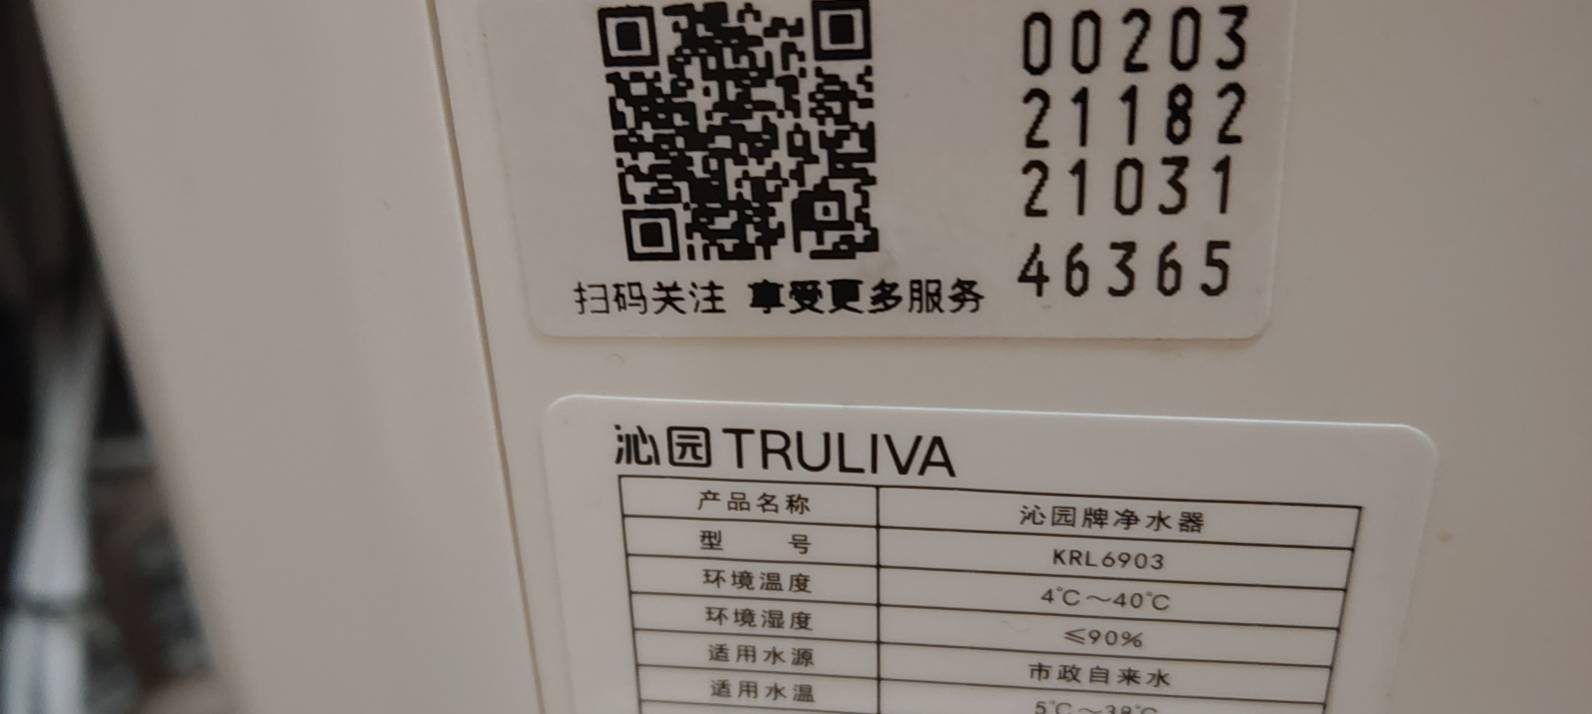 00203
21182
21031
46365
扫码关注 享受更多服务
沁园 TRULIVA
产品名称 沁园牌净水器
型 号 KRL6903
环境温度 4℃～40℃
环境湿度 ≤90%
适用水源 市政自来水
适用水温 5℃～38℃